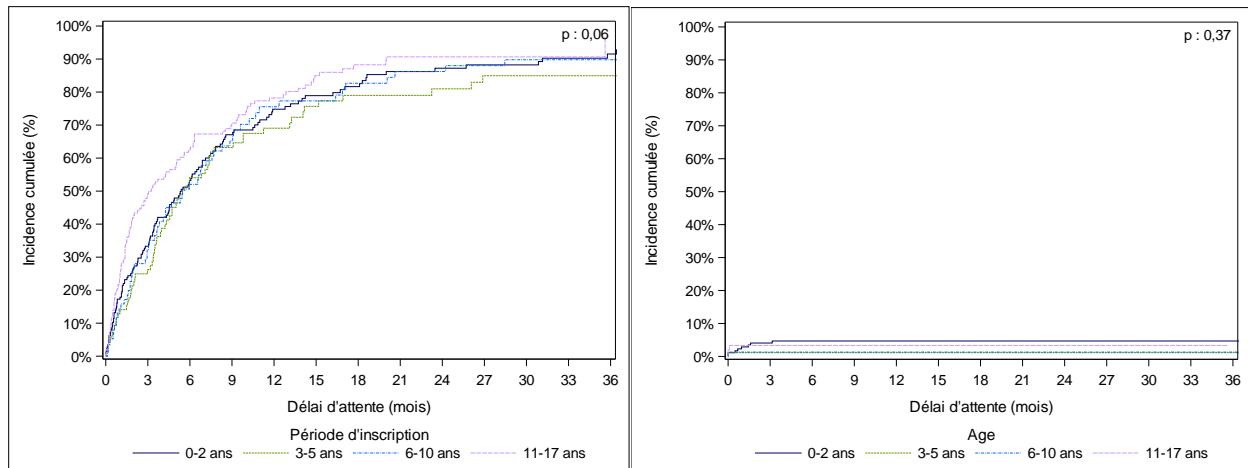 p : 0,06
Incidence cumulée (%)
100%
90%
80%
70%
60%
50%
40%
30%
20%
10%
0%
0 3 6 9 12 15 18 21 24 27 30 33 36
Délai d'attente (mois)
Période d'inscription
0-2 ans 3-5 ans 6-10 ans 11-17 ans
p : 0,37
Incidence cumulée (%)
100%
90%
80%
70%
60%
50%
40%
30%
20%
10%
0%
0 3 6 9 12 15 18 21 24 27 30 33 36
Délai d'attente (mois)
Age
0-2 ans 3-5 ans 6-10 ans 11-17 ans